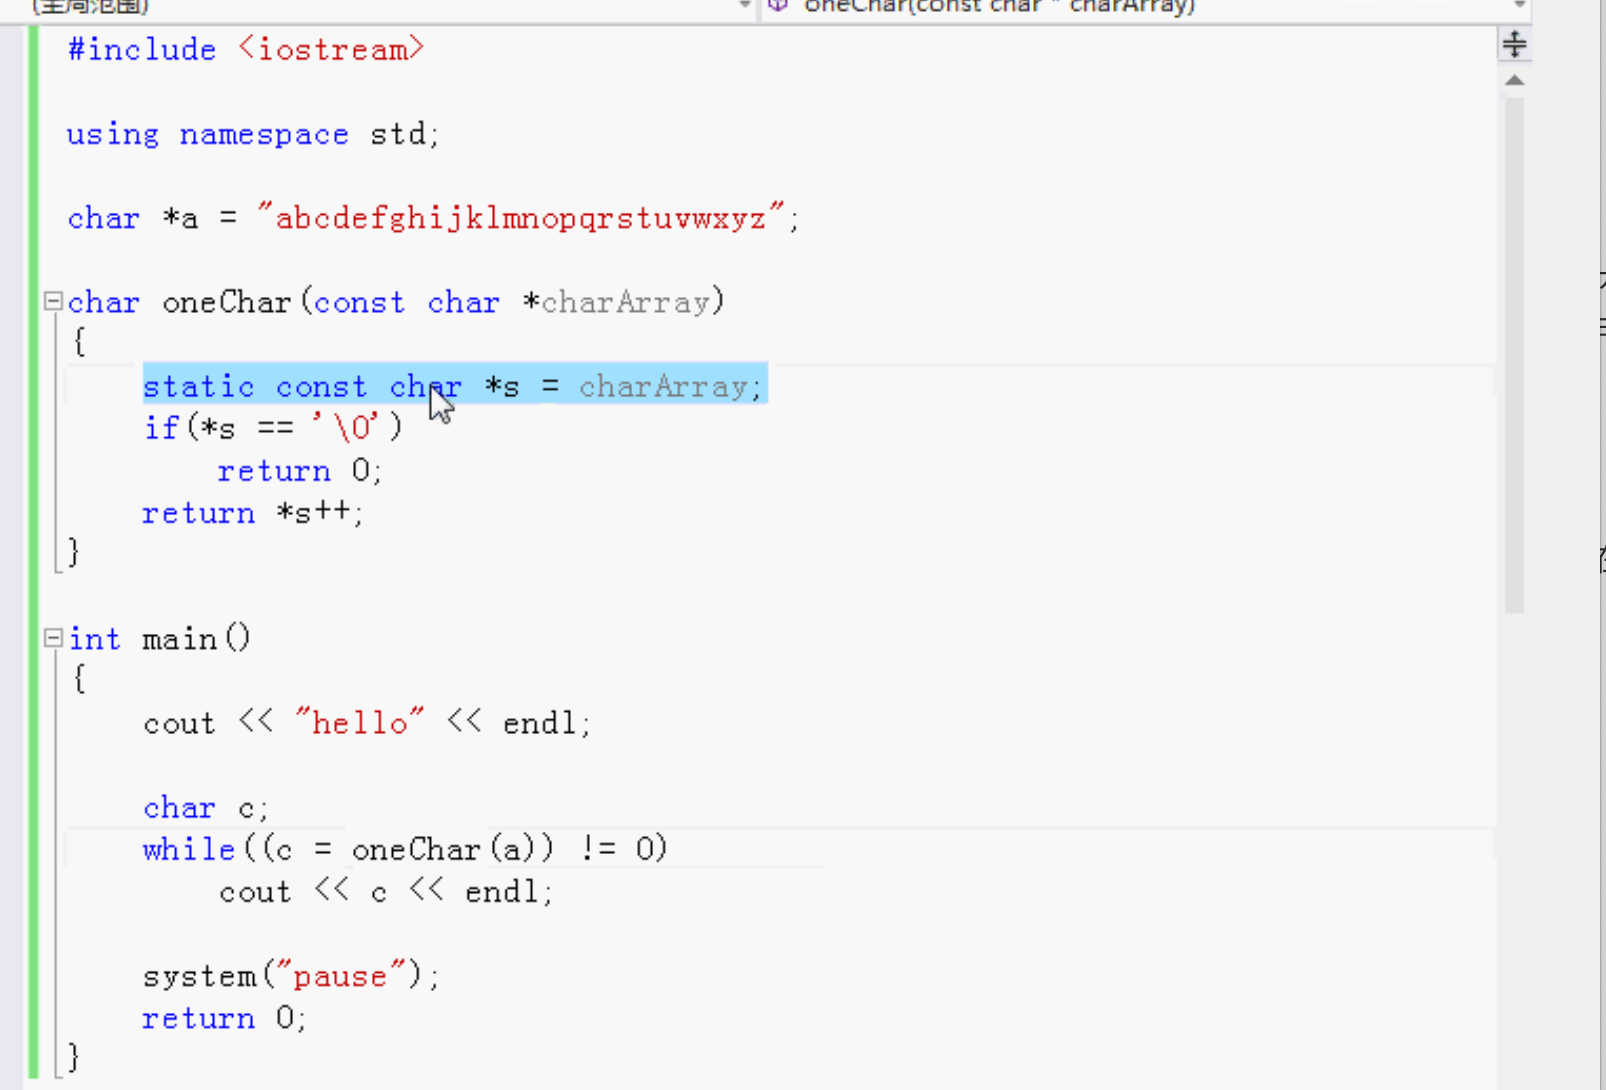 (全局范围)
oneChar(const char * charArray)
#include <iostream>
using namespace std;
char *a = "abcdefghijklmnopqrstuvwxyz";
char oneChar(const char *charArray)
{
static const char *s = charArray;
if(*s == '\0')
return 0;
return *s++;
}
int main()
{
cout << "hello" << endl;
char c;
while((c = oneChar(a)) != 0)
cout << c << endl;
system("pause");
return 0;
}